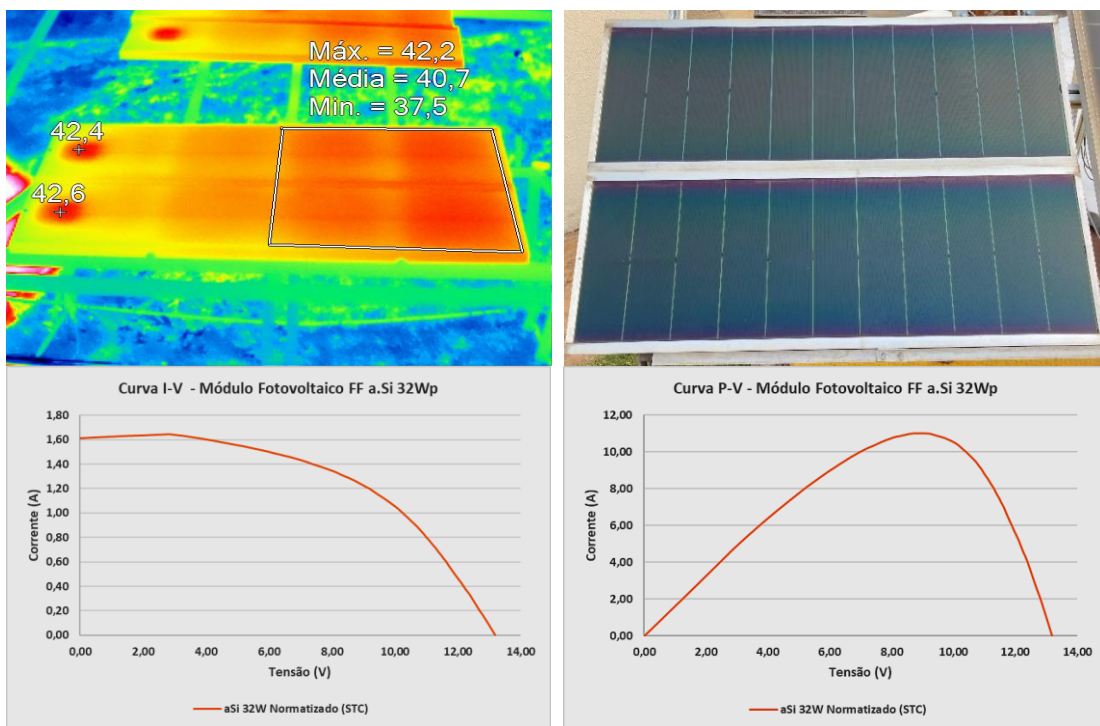 Máx. = 42,2
Média = 40,7
Min. = 37,5
42,4
42,6
Curva I-V - Módulo Fotovoltaico FF a.Si 32Wp
1,80
1,60
1,40
1,20
1,00
0,80
0,60
0,40
0,20
0,00
Corrente (A)
0,00 2,00 4,00 6,00 8,00 10,00 12,00 14,00
Tensão (V)
aSi 32W Normatizado (STC)
Curva P-V - Módulo Fotovoltaico FF a.Si 32Wp
12,00
10,00
8,00
6,00
4,00
2,00
0,00
Corrente (A)
0,00 2,00 4,00 6,00 8,00 10,00 12,00 14,00
Tensão (V)
aSi 32W Normatizado (STC)